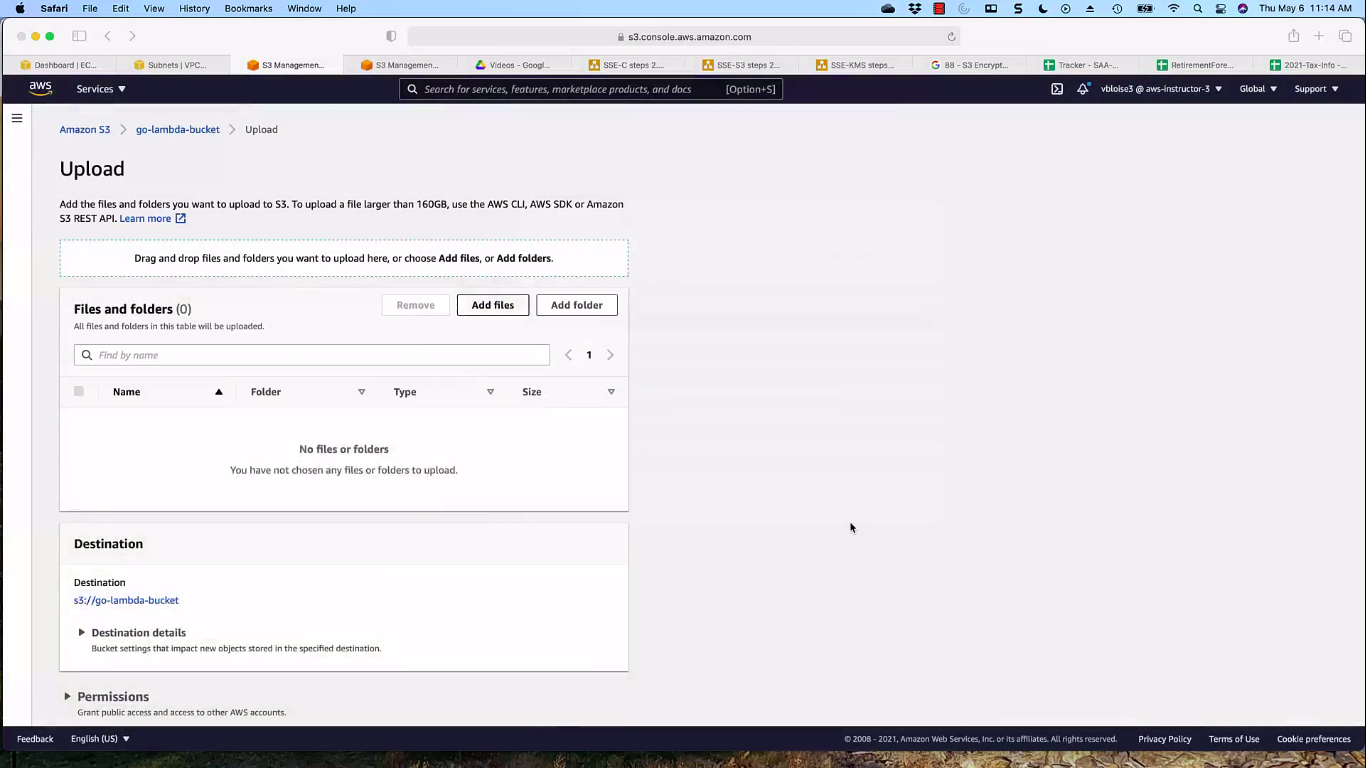 Safari File Edit View History Bookmarks Window Help Thu May 6 11:14 AM
s3.console.aws.amazon.com
Dashboard | EC... Subnets | VPC... S3 Managemen... S3 Managemen... Videos - Googl... SSE-C steps 2.... SSE-S3 steps 2... SSE-KMS steps... 88 - S3 Encrypt... Tracker - SAA-... RetirementFore... 2021-Tax-Info -...
aws Services Search for services, features, marketplace products, and docs [Option+S] vbloise3 @ aws-instructor-3 Global Support
Amazon S3 go-lambda-bucket Upload
Upload
Add the files and folders you want to upload to S3. To upload a file larger than 160GB, use the AWS CLI, AWS SDK or Amazon
S3 REST API. Learn more
Drag and drop files and folders you want to upload here, or choose Add files, or Add folders.
Files and folders (0) Remove Add files Add folder
All files and folders in this table will be uploaded.
Find by name 1
Name Folder Type Size
No files or folders
You have not chosen any files or folders to upload.
Destination
Destination
s3://go-lambda-bucket
Destination details
Bucket settings that impact new objects stored in the specified destination.
Permissions
Grant public access and access to other AWS accounts.
Feedback English (US) © 2008 - 2021, Amazon Web Services, Inc. or its affiliates. All rights reserved. Privacy Policy Terms of Use Cookie preferences